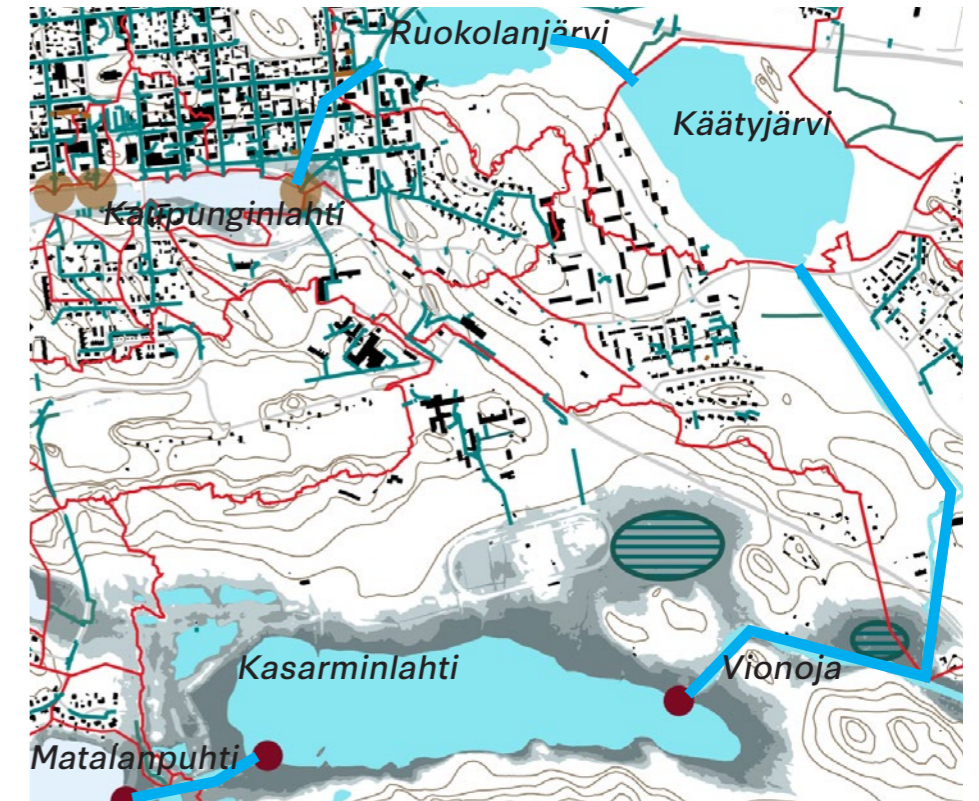 Ruokolanjärvi
Käätyjärvi
Kaupunginlahti
Kasarminlahti
Vionoja
Matalanpuhti